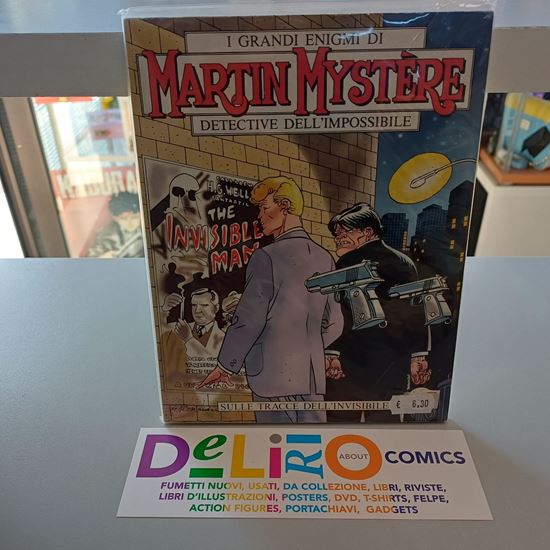 I GRANDI ENIGMI DI
MARTIN MYSTÈRE
DETECTIVE DELL'IMPOSSIBILE
H.G. WELLS
FANTASTIC
THE
INVISIBLE
MAN
SULLE TRACCE DELL'INVISIBILE
€ 6,30
DeLiRiO
ABOUT
COMICS
FUMETTI NUOVI, USATI, DA COLLEZIONE, LIBRI, RIVISTE,
LIBRI D'ILLUSTRAZIONI, POSTERS, DVD, T-SHIRTS, FELPE,
ACTION FIGURES, PORTACHIAVI, GADGETS